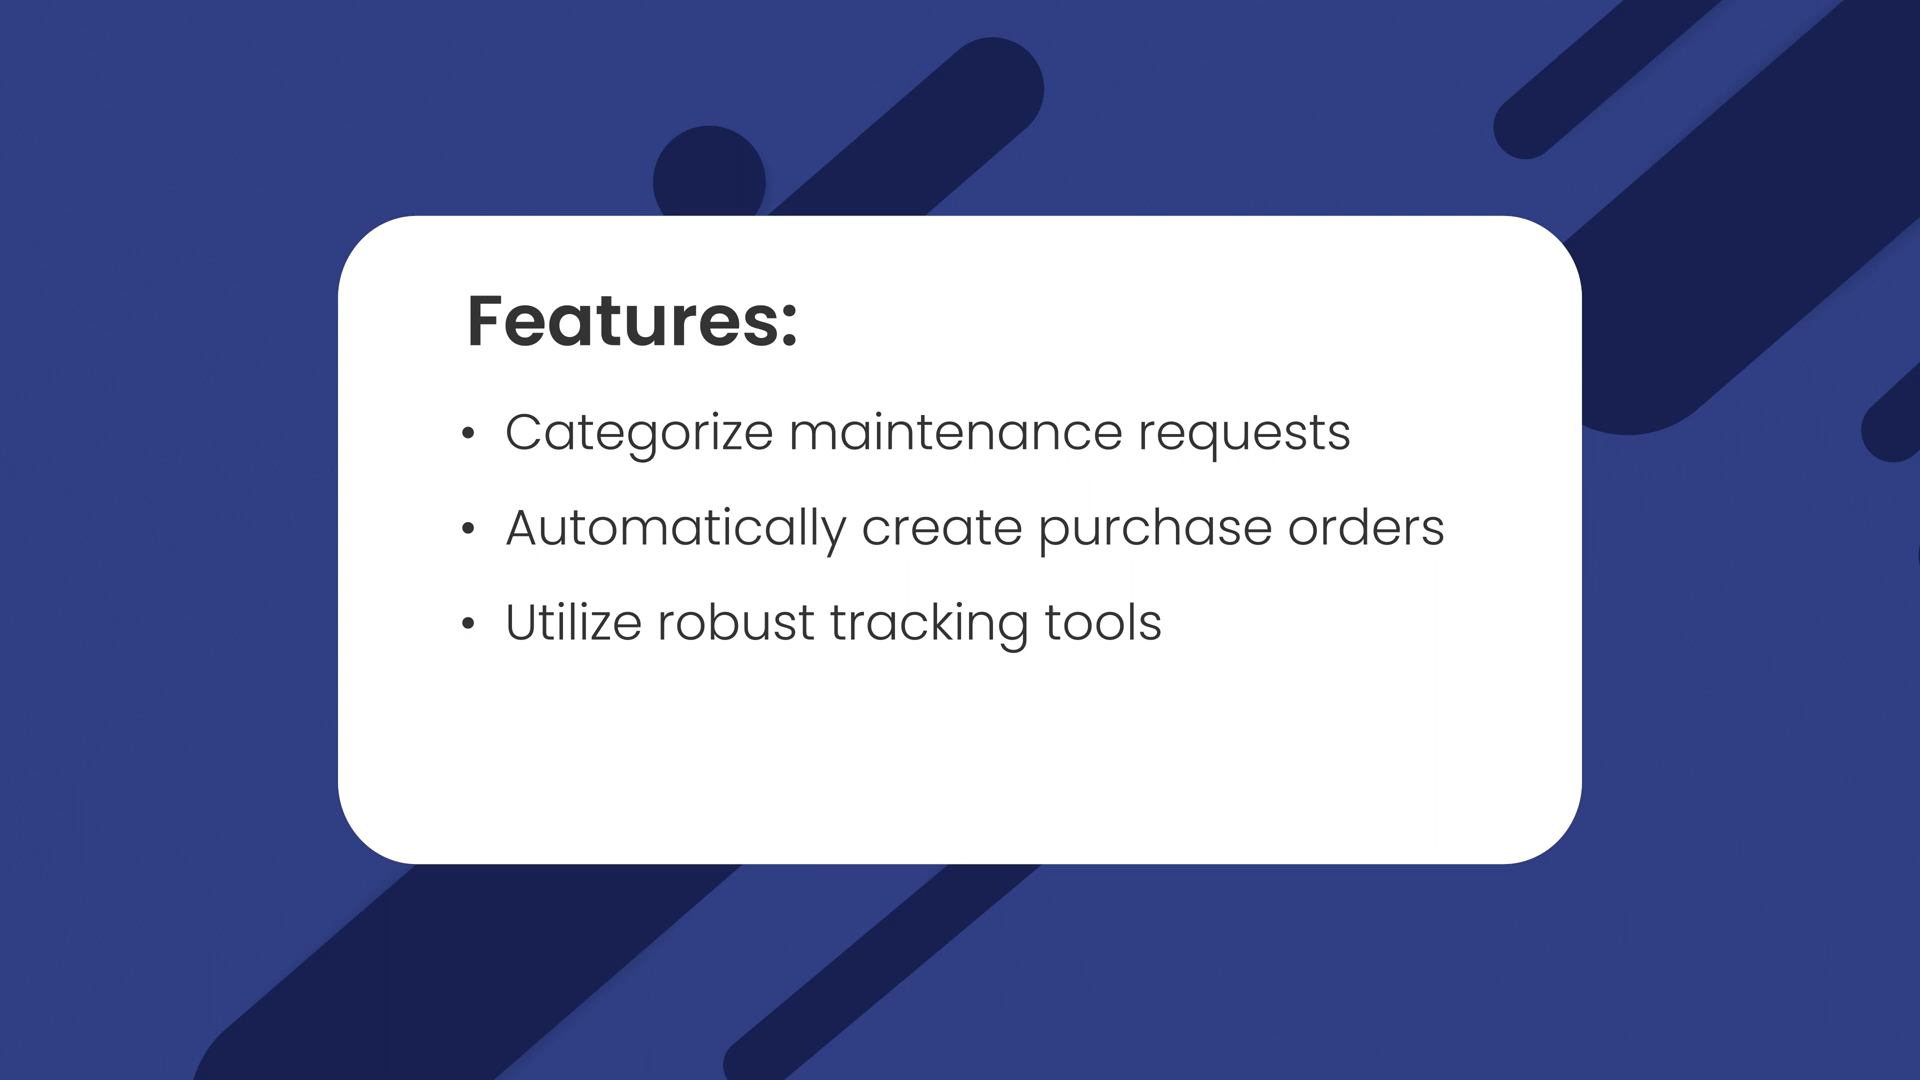 Features:
• Categorize maintenance requests
• Automatically create purchase orders
• Utilize robust tracking tools